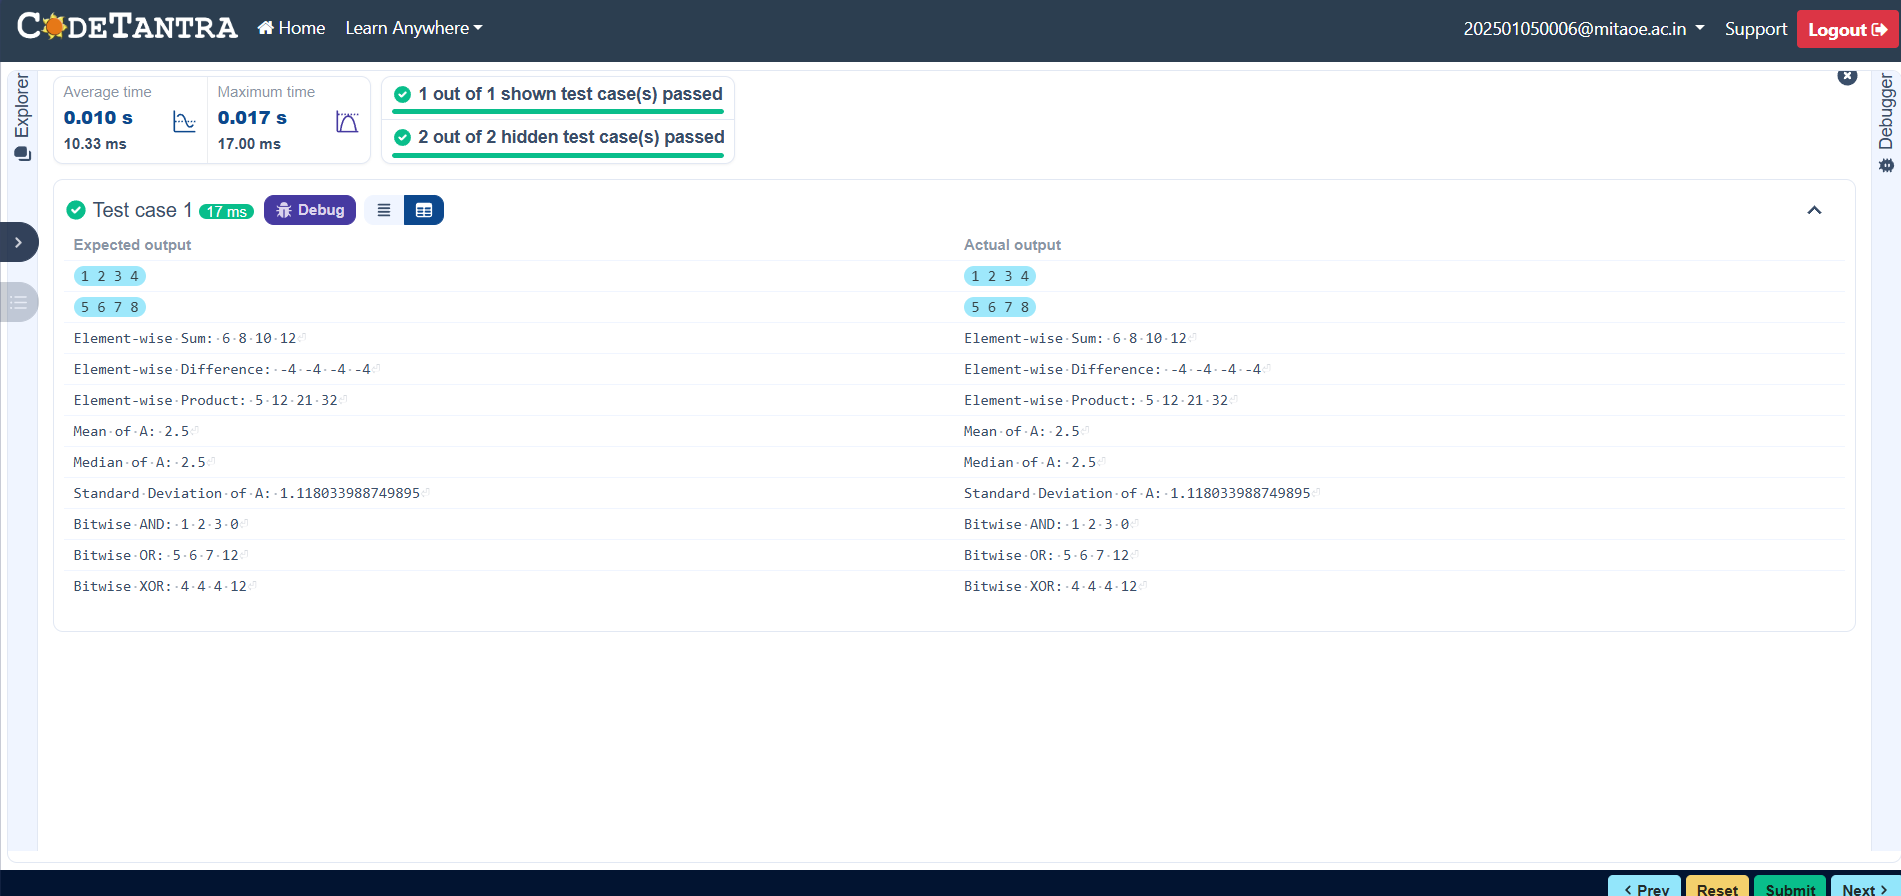 CODETANTRA Home Learn Anywhere 202501050006@mitaoe.ac.in Support Logout
Explorer
Debugger
Average time Maximum time
0.010 s 0.017 s
10.33 ms 17.00 ms
1 out of 1 shown test case(s) passed
2 out of 2 hidden test case(s) passed
Test case 1 17 ms Debug
Expected output Actual output
1 2 3 4 1 2 3 4
5 6 7 8 5 6 7 8
Element-wise·Sum:·6·8·10·12⏎ Element-wise·Sum:·6·8·10·12⏎
Element-wise·Difference:·-4·-4·-4·-4⏎ Element-wise·Difference:·-4·-4·-4·-4⏎
Element-wise·Product:·5·12·21·32⏎ Element-wise·Product:·5·12·21·32⏎
Mean·of·A:·2.5⏎ Mean·of·A:·2.5⏎
Median·of·A:·2.5⏎ Median·of·A:·2.5⏎
Standard·Deviation·of·A:·1.118033988749895⏎ Standard·Deviation·of·A:·1.118033988749895⏎
Bitwise·AND:·1·2·3·0⏎ Bitwise·AND:·1·2·3·0⏎
Bitwise·OR:·5·6·7·12⏎ Bitwise·OR:·5·6·7·12⏎
Bitwise·XOR:·4·4·4·12⏎ Bitwise·XOR:·4·4·4·12⏎
< Prev Reset Submit Next >